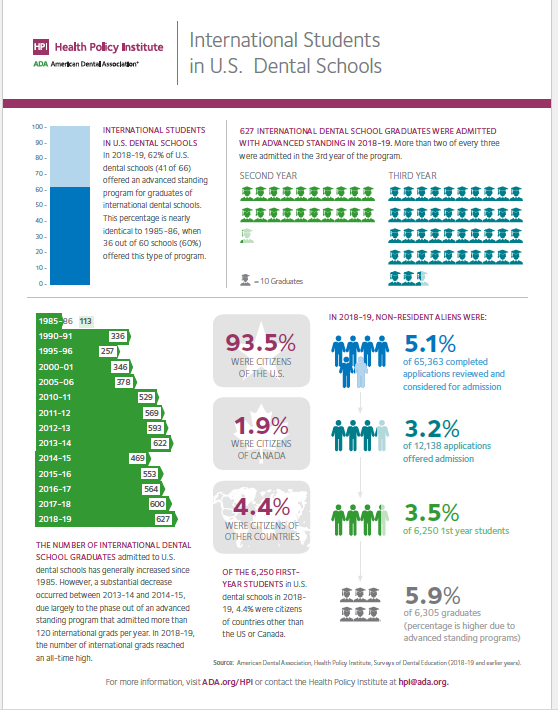 HPI Health Policy Institute
ADA American Dental Association®
International Students
in U.S. Dental Schools
100
90
80
70
60
50
40
30
20
10
0
INTERNATIONAL STUDENTS
IN U.S. DENTAL SCHOOLS
In 2018-19, 62% of U.S.
dental schools (41 of 66)
offered an advanced standing
program for graduates of
international dental schools.
This percentage is nearly
identical to 1985-86, when
36 out of 60 schools (60%)
offered this type of program.
627 INTERNATIONAL DENTAL SCHOOL GRADUATES WERE ADMITTED
WITH ADVANCED STANDING IN 2018-19. More than two of every three
were admitted in the 3rd year of the program.
SECOND YEAR
THIRD YEAR
= 10 Graduates
1985-86 113
1990-91 336
1995-96 257
2000-01 346
2005-06 378
2010-11 529
2011-12 569
2012-13 593
2013-14 622
2014-15 469
2015-16 553
2016-17 564
2017-18 600
2018-19 627
THE NUMBER OF INTERNATIONAL DENTAL
SCHOOL GRADUATES admitted to U.S.
dental schools has generally increased since
1985. However, a substantial decrease
occurred between 2013-14 and 2014-15,
due largely to the phase out of an advanced
standing program that admitted more than
120 international grads per year. In 2018-19,
the number of international grads reached
an all-time high.
93.5%
WERE CITIZENS
OF THE U.S.
1.9%
WERE CITIZENS
OF CANADA
4.4%
WERE CITIZENS OF
OTHER COUNTRIES
OF THE 6,250 FIRST-
YEAR STUDENTS in U.S.
dental schools in 2018-
19, 4.4% were citizens
of countries other than
the US or Canada.
IN 2018-19, NON-RESIDENT ALIENS WERE:
5.1%
of 65,363 completed
applications reviewed and
considered for admission
3.2%
of 12,138 applications
offered admission
3.5%
of 6,250 1st year students
5.9%
of 6,305 graduates
(percentage is higher due to
advanced standing programs)
Source: American Dental Association, Health Policy Institute, Surveys of Dental Education (2018-19 and earlier years).
For more information, visit ADA.org/HPI or contact the Health Policy Institute at hpi@ada.org.